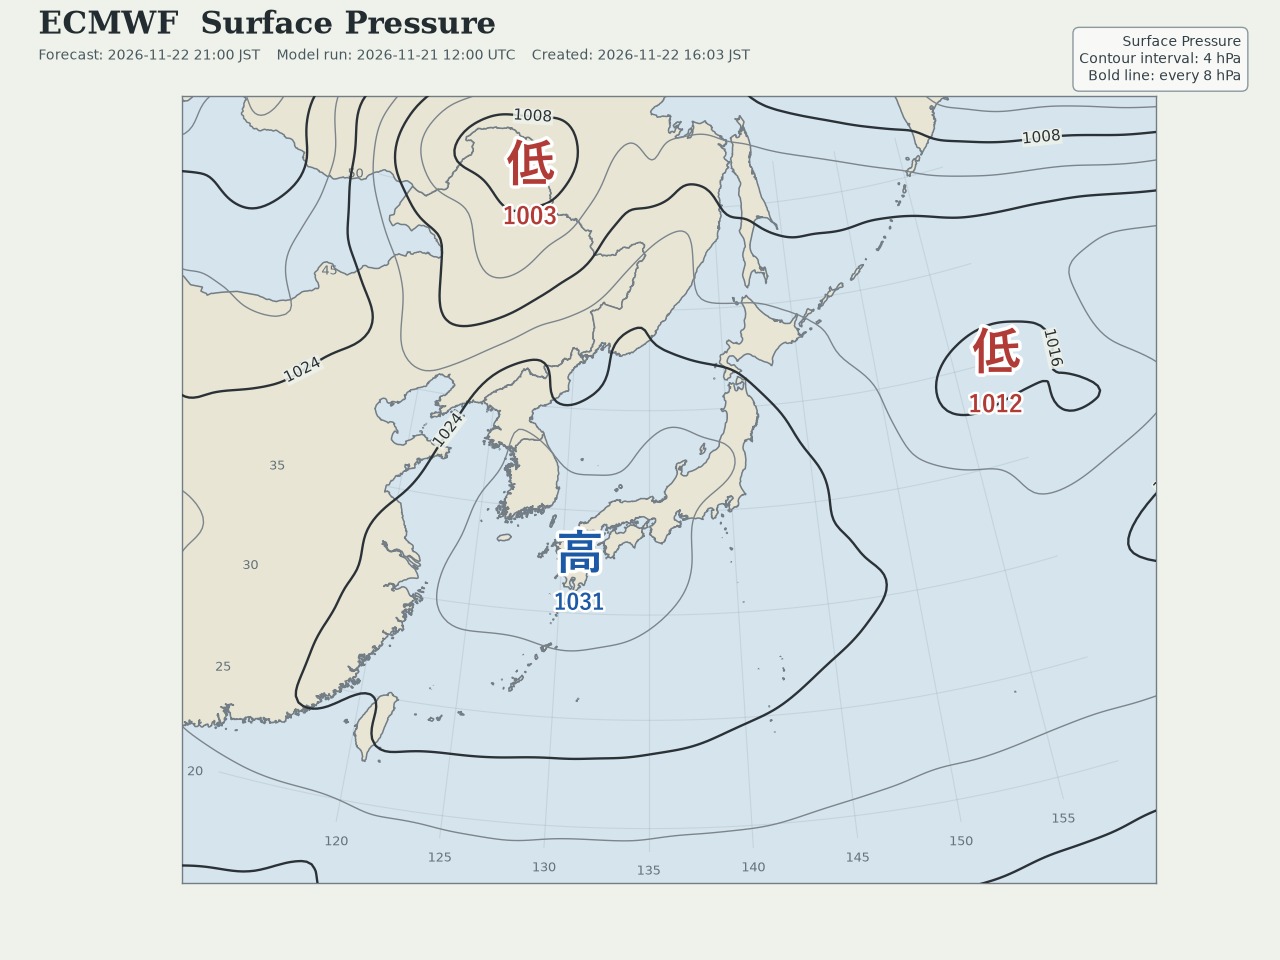 ECMWF  Surface Pressure
Forecast: 2026-11-22 21:00 JST    Model run: 2026-11-21 12:00 UTC    Created: 2026-11-22 16:03 JST
Surface Pressure
Contour interval: 4 hPa
Bold line: every 8 hPa
1008
1008
低
1003
50
45
1024
1016
低
1012
1024
35
高
1031
30
25
20
120
125
130
135
140
145
150
155